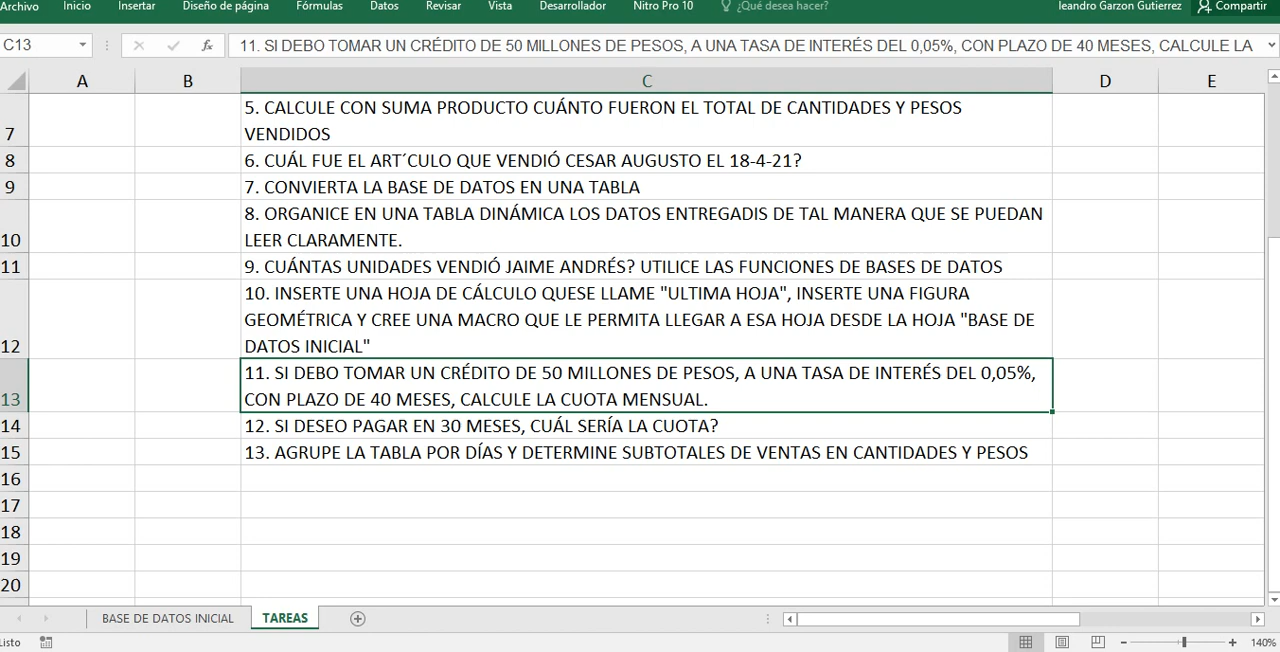 Archivo Inicio Insertar Diseño de página Fórmulas Datos Revisar Vista Desarrollador Nitro Pro 10 ¿Qué desea hacer? leandro Garzon Gutierrez Compartir
C13 fx 11. SI DEBO TOMAR UN CRÉDITO DE 50 MILLONES DE PESOS, A UNA TASA DE INTERÉS DEL 0,05%, CON PLAZO DE 40 MESES, CALCULE LA
A B C D E
5. CALCULE CON SUMA PRODUCTO CUÁNTO FUERON EL TOTAL DE CANTIDADES Y PESOS
7 VENDIDOS
8 6. CUÁL FUE EL ART´CULO QUE VENDIÓ CESAR AUGUSTO EL 18-4-21?
9 7. CONVIERTA LA BASE DE DATOS EN UNA TABLA
8. ORGANICE EN UNA TABLA DINÁMICA LOS DATOS ENTREGADIS DE TAL MANERA QUE SE PUEDAN
10 LEER CLARAMENTE.
11 9. CUÁNTAS UNIDADES VENDIÓ JAIME ANDRÉS? UTILICE LAS FUNCIONES DE BASES DE DATOS
10. INSERTE UNA HOJA DE CÁLCULO QUESE LLAME "ULTIMA HOJA", INSERTE UNA FIGURA
GEOMÉTRICA Y CREE UNA MACRO QUE LE PERMITA LLEGAR A ESA HOJA DESDE LA HOJA "BASE DE
12 DATOS INICIAL"
11. SI DEBO TOMAR UN CRÉDITO DE 50 MILLONES DE PESOS, A UNA TASA DE INTERÉS DEL 0,05%,
13 CON PLAZO DE 40 MESES, CALCULE LA CUOTA MENSUAL.
14 12. SI DESEO PAGAR EN 30 MESES, CUÁL SERÍA LA CUOTA?
15 13. AGRUPE LA TABLA POR DÍAS Y DETERMINE SUBTOTALES DE VENTAS EN CANTIDADES Y PESOS
16
17
18
19
20
BASE DE DATOS INICIAL TAREAS
Listo 140%